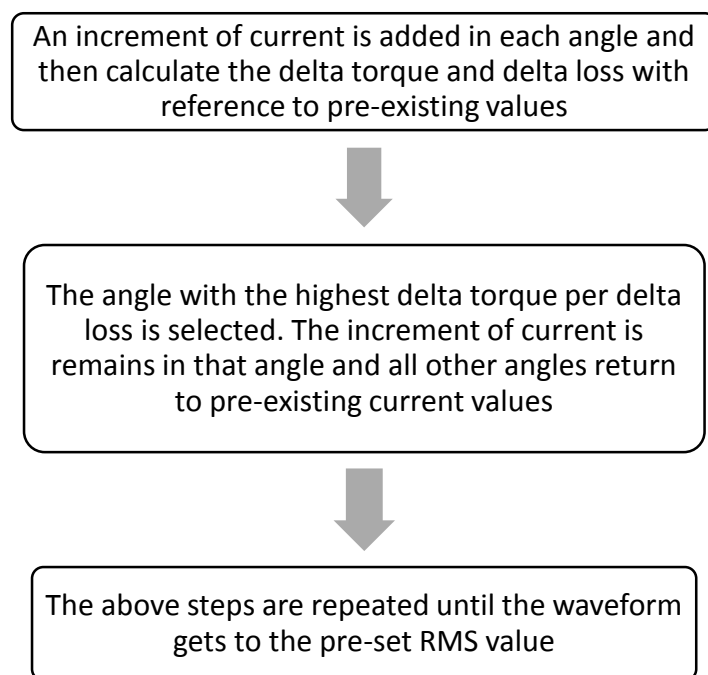 An increment of current is added in each angle and
then calculate the delta torque and delta loss with
reference to pre-existing values
The angle with the highest delta torque per delta
loss is selected. The increment of current is
remains in that angle and all other angles return
to pre-existing current values
The above steps are repeated until the waveform
gets to the pre-set RMS value